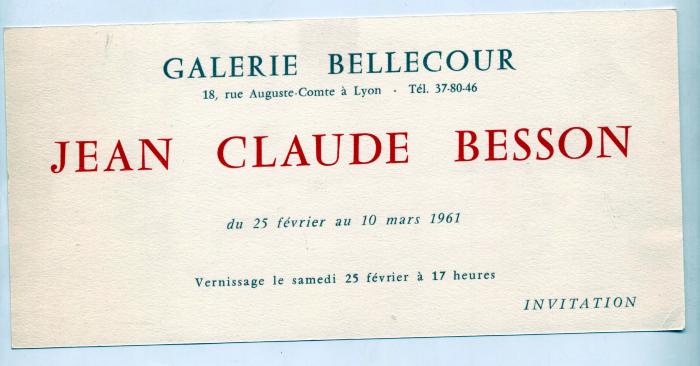 GALERIE BELLECOUR
18, rue Auguste-Comte à Lyon · Tél. 37-80-46
JEAN CLAUDE BESSON
du 25 février au 10 mars 1961
Vernissage le samedi 25 février à 17 heures
INVITATION